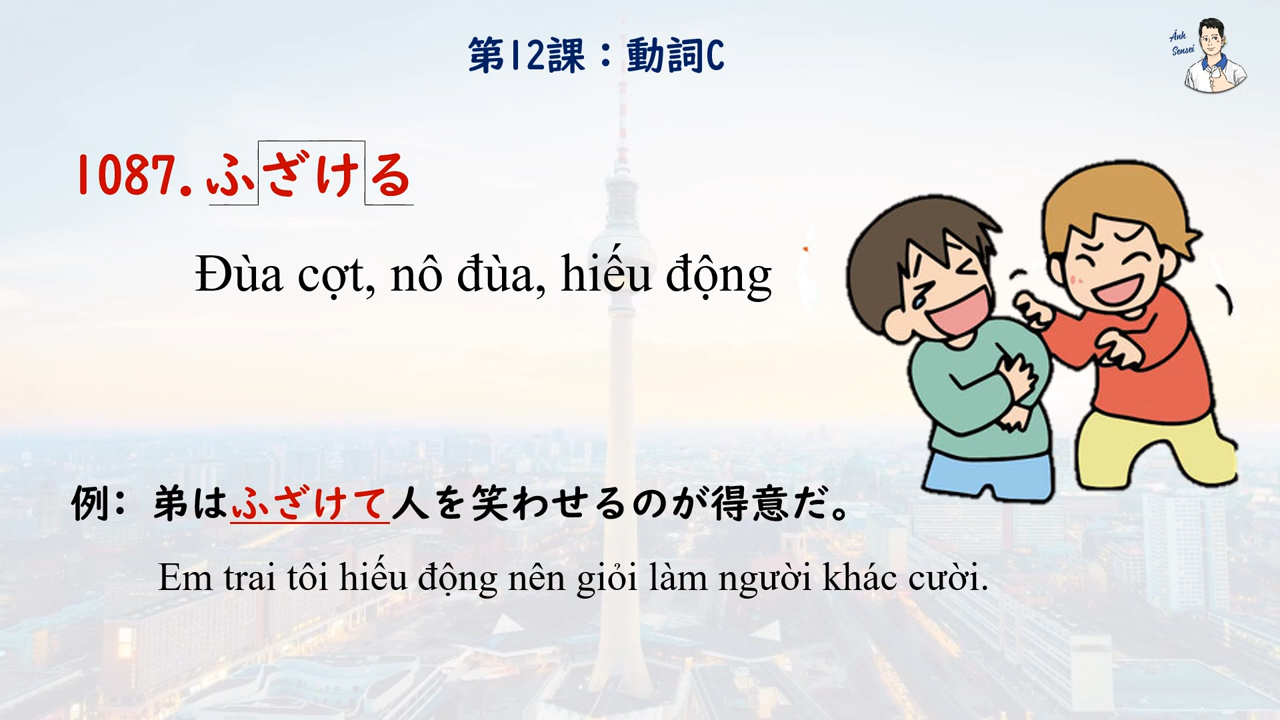 第12課：動詞C
Anh
Sensei
1087. ふざける
Đùa cợt, nô đùa, hiếu động
例： 弟はふざけて人を笑わせるのが得意だ。
Em trai tôi hiếu động nên giỏi làm người khác cười.